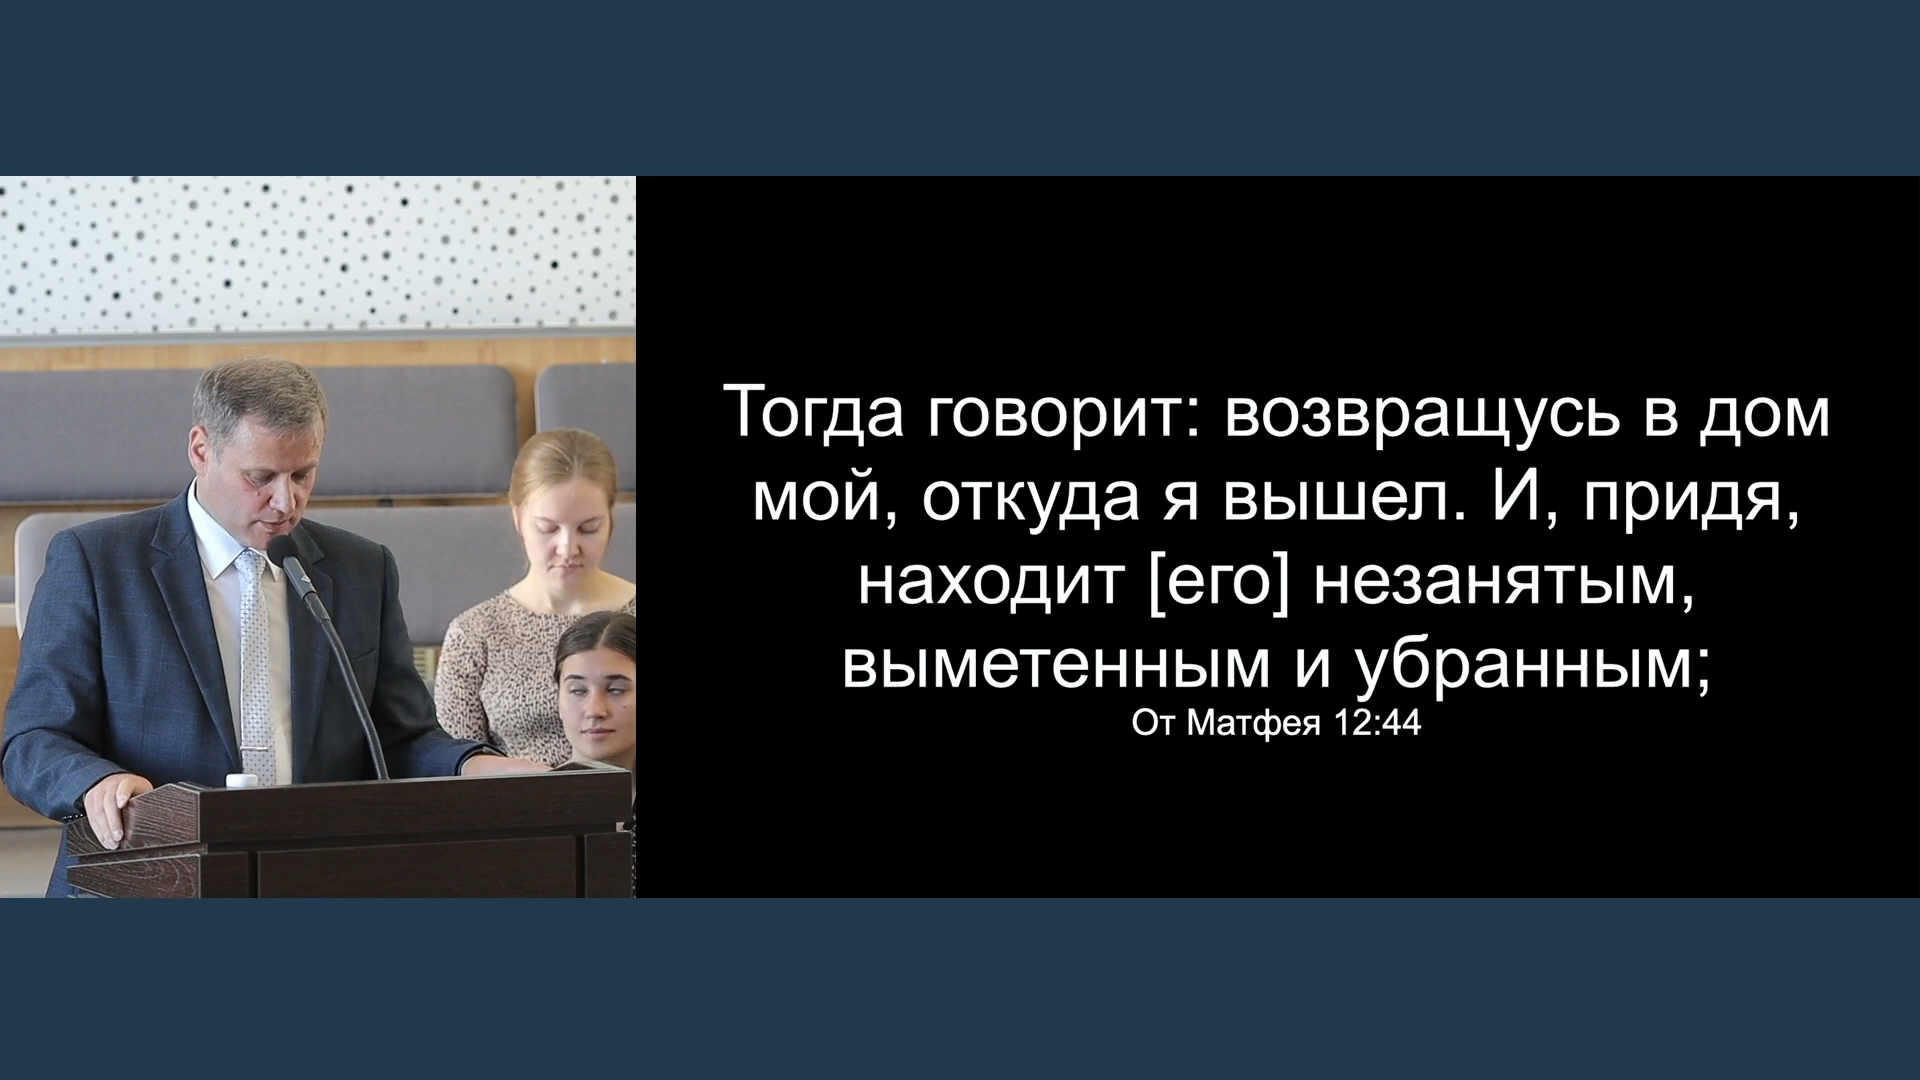 Тогда говорит: возвращусь в дом
мой, откуда я вышел. И, придя,
находит [его] незанятым,
выметенным и убранным;
От Матфея 12:44